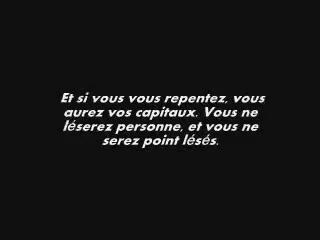 Et si vous vous repentez, vous
aurez vos capitaux. Vous ne
léserez personne, et vous ne
serez point lésés.